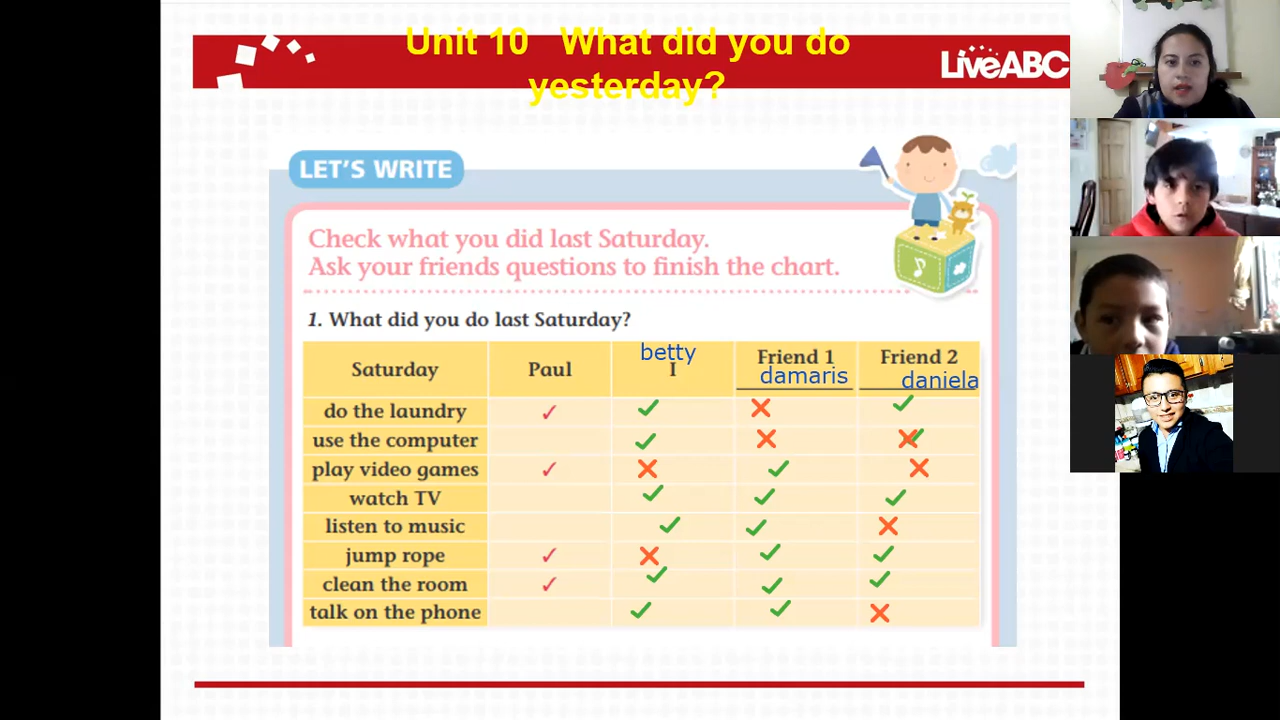 Unit 10 What did you do
yesterday?
LiveABC
LET'S WRITE
Check what you did last Saturday.
Ask your friends questions to finish the chart.
1. What did you do last Saturday?
Saturday Paul betty I Friend 1 damaris Friend 2 daniela
do the laundry ✓ ✓ ✗ ✓
use the computer ✓ ✗ ✗✓
play video games ✓ ✗ ✓ ✗
watch TV ✓ ✓ ✓
listen to music ✓ ✓ ✗
jump rope ✓ ✗ ✓ ✓
clean the room ✓ ✓ ✓ ✓
talk on the phone ✓ ✓ ✗